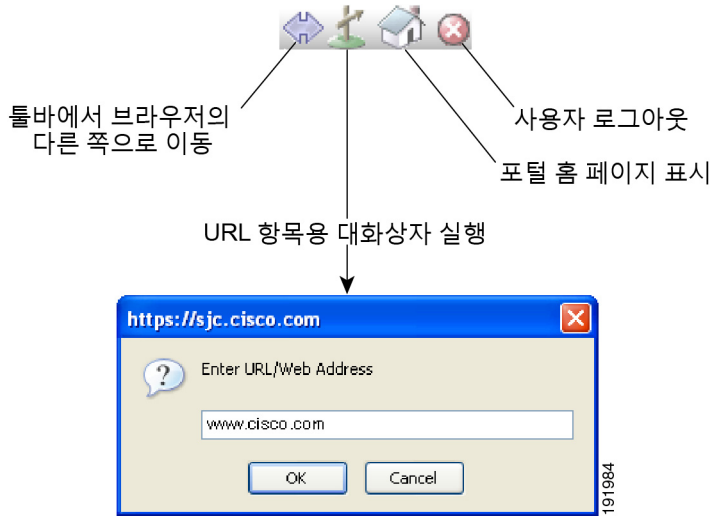 툴바에서 브라우저의
다른 쪽으로 이동
사용자 로그아웃
포털 홈 페이지 표시
URL 항목용 대화상자 실행
https://sjc.cisco.com
Enter URL/Web Address
www.cisco.com
OK
Cancel
191984